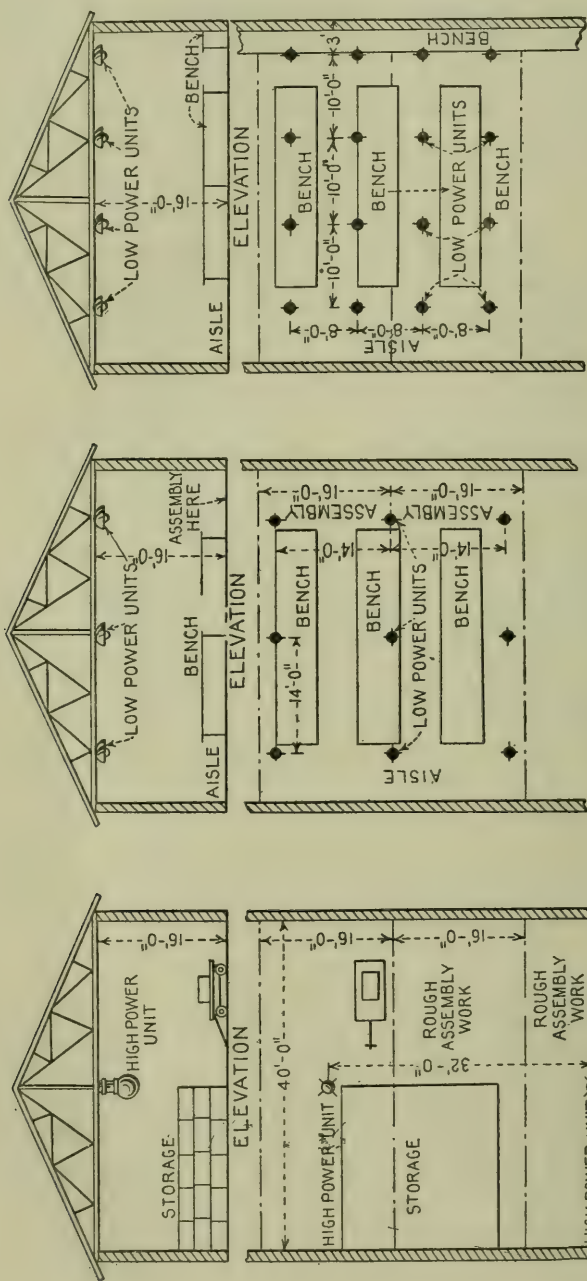 HIGH POWER
UNIT
16'-0"
STORAGE
ELEVATION
40'-0"
16'-0"
16'-0"
HIGH POWER UNIT
STORAGE
ROUGH
ASSEMBLY
WORK
32'-0"
ROUGH
ASSEMBLY
WORK
LOW POWER UNITS
16'-0"
AISLE
BENCH
ASSEMBLY
HERE
ELEVATION
16'-0"
16'-0"
ASSEMBLY
ASSEMBLY
BENCH
14'-0"
14'-0"
14'-0"
BENCH
LOW POWER UNITS
AISLE
BENCH
LOW POWER UNITS
16'-0"
AISLE
BENCH
ELEVATION
BENCH
3'
BENCH
10'-0"
10'-0"
10'-0"
BENCH
8'-0"
8'-0"
8'-0"
AISLE
LOW POWER UNITS
BENCH